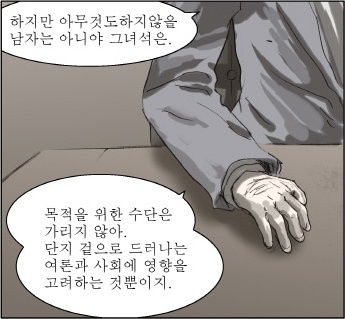 하지만 아무것도하지않을
남자는 아니야 그녀석은.
목적을 위한 수단은
가리지 않아.
단지 겉으로 드러나는
여론과 사회에 영향을
고려하는 것뿐이지.